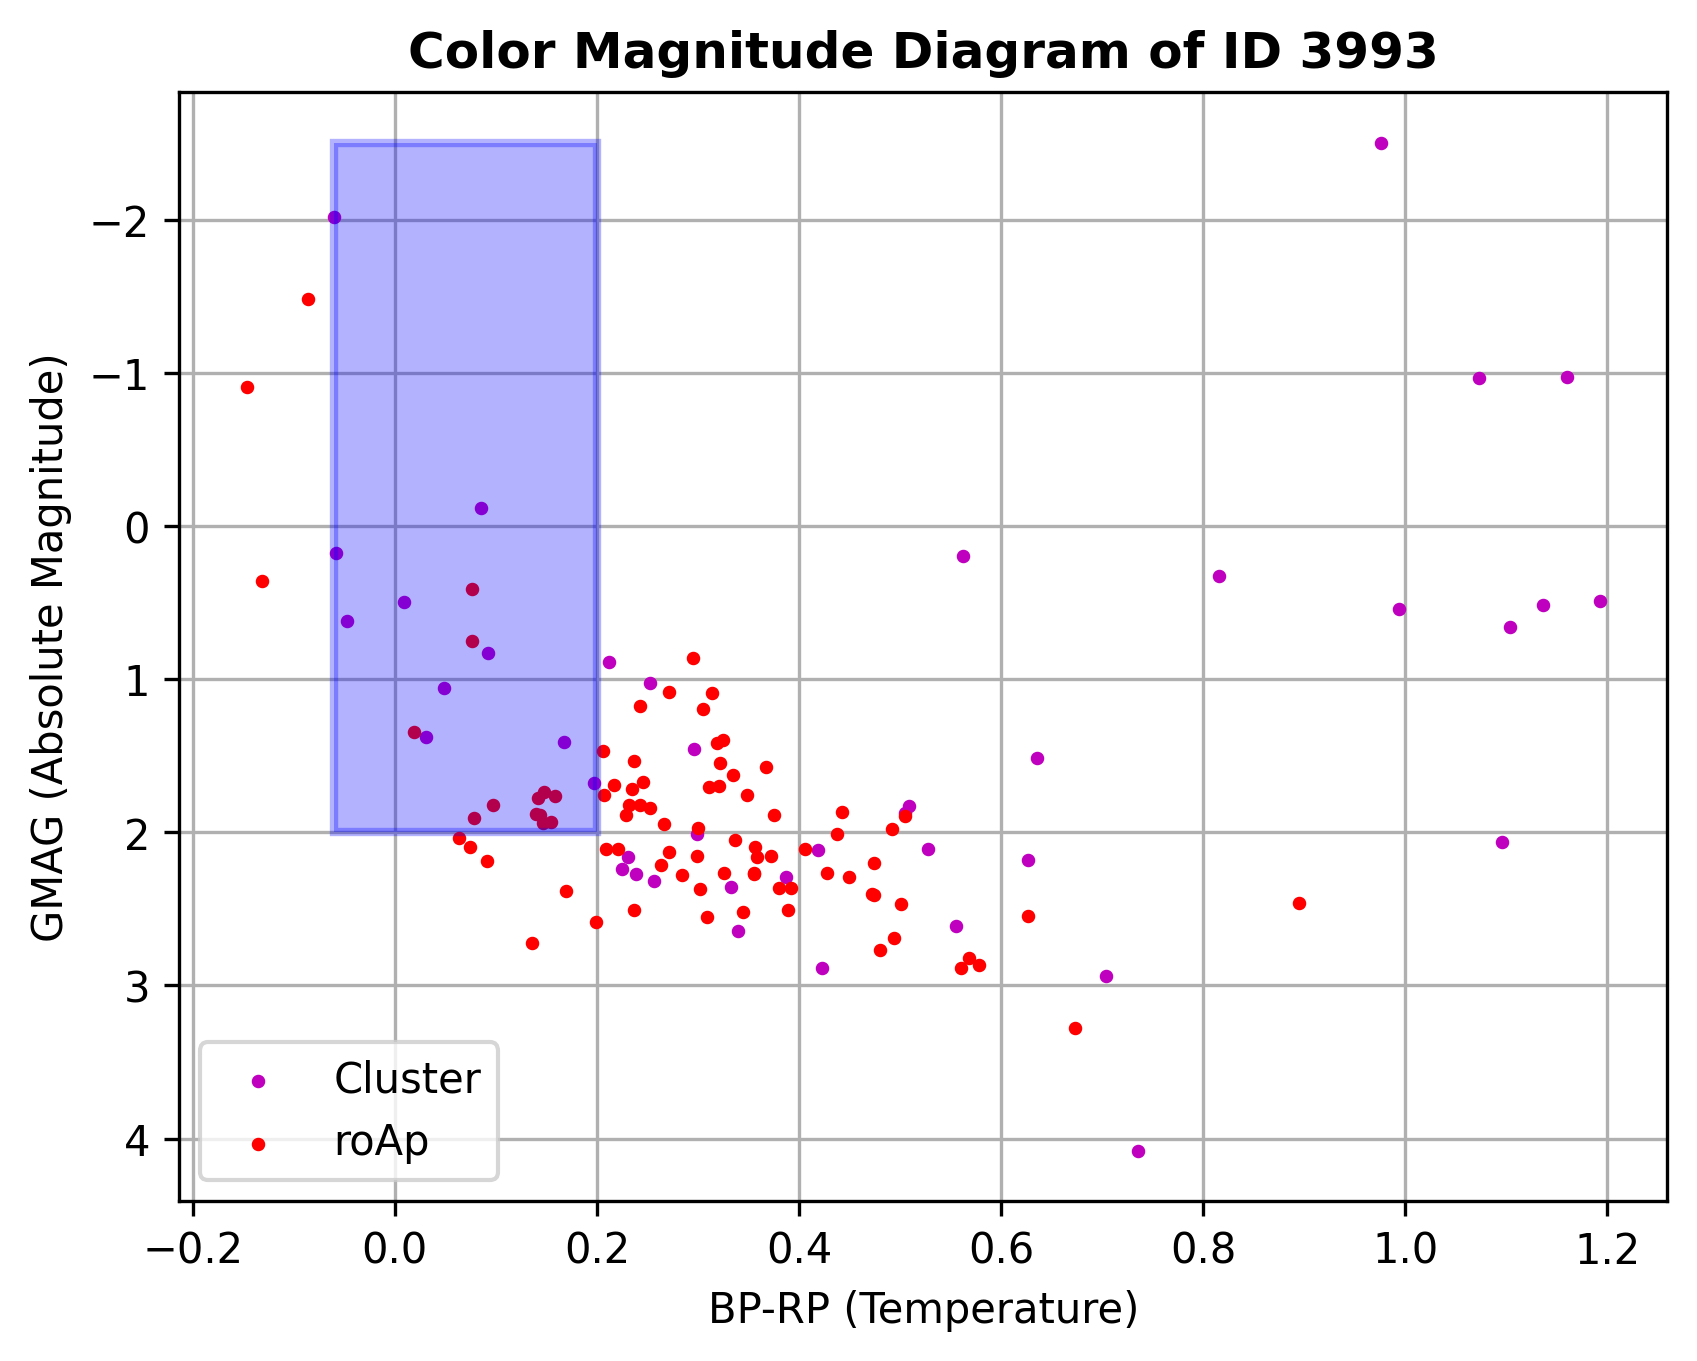 Color Magnitude Diagram of ID 3993
GMAG (Absolute Magnitude)
−2
−1
0
1
2
3
4
Cluster
roAp
−0.2 0.0 0.2 0.4 0.6 0.8 1.0 1.2
BP-RP (Temperature)